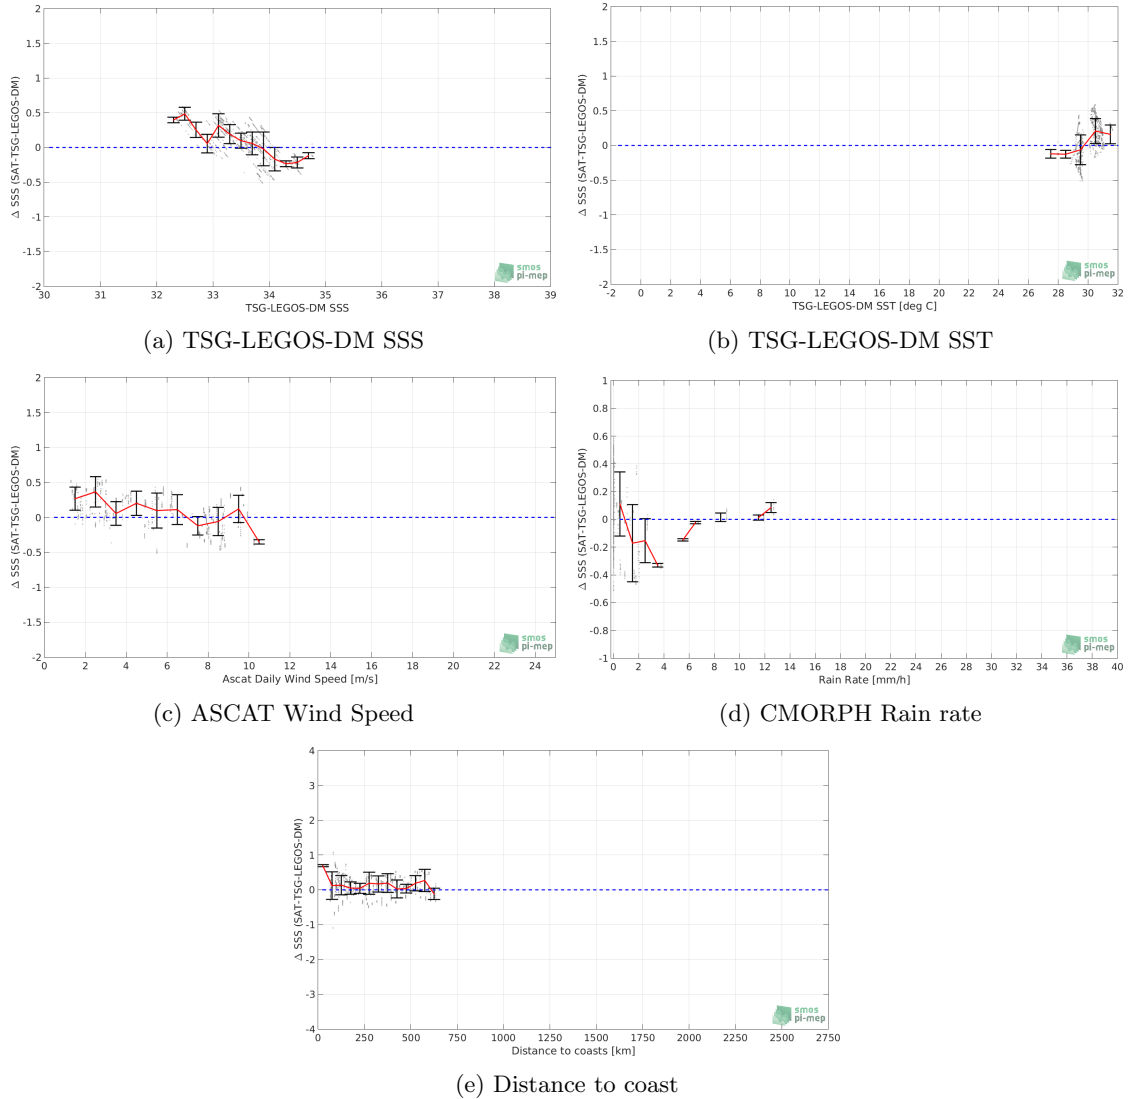 2
1.5
1
0.5
0
-0.5
-1
-1.5
-2
Δ SSS (SAT-TSG-LEGOS-DM)
30 31 32 33 34 35 36 37 38 39
TSG-LEGOS-DM SSS
smos
pi-mep
(a) TSG-LEGOS-DM SSS
2
1.5
1
0.5
0
-0.5
-1
-1.5
-2
Δ SSS (SAT-TSG-LEGOS-DM)
-2 0 2 4 6 8 10 12 14 16 18 20 22 24 26 28 30 32
TSG-LEGOS-DM SST [deg C]
smos
pi-mep
(b) TSG-LEGOS-DM SST
2
1.5
1
0.5
0
-0.5
-1
-1.5
-2
Δ SSS (SAT-TSG-LEGOS-DM)
2 4 6 8 10 12 14 16 18 20 22 24
Ascat Daily Wind Speed [m/s]
smos
pi-mep
(c) ASCAT Wind Speed
1
0.8
0.6
0.4
0.2
0
-0.2
-0.4
-0.6
-0.8
-1
Δ SSS (SAT-TSG-LEGOS-DM)
0 2 4 6 8 10 12 14 16 18 20 22 24 26 28 30 32 34 36 38 40
Rain Rate [mm/h]
smos
pi-mep
(d) CMORPH Rain rate
4
3
2
1
0
-1
-2
-3
-4
Δ SSS (SAT-TSG-LEGOS-DM)
0 250 500 750 1000 1250 1500 1750 2000 2250 2500 2750
Distance to coasts [km]
smos
pi-mep
(e) Distance to coast